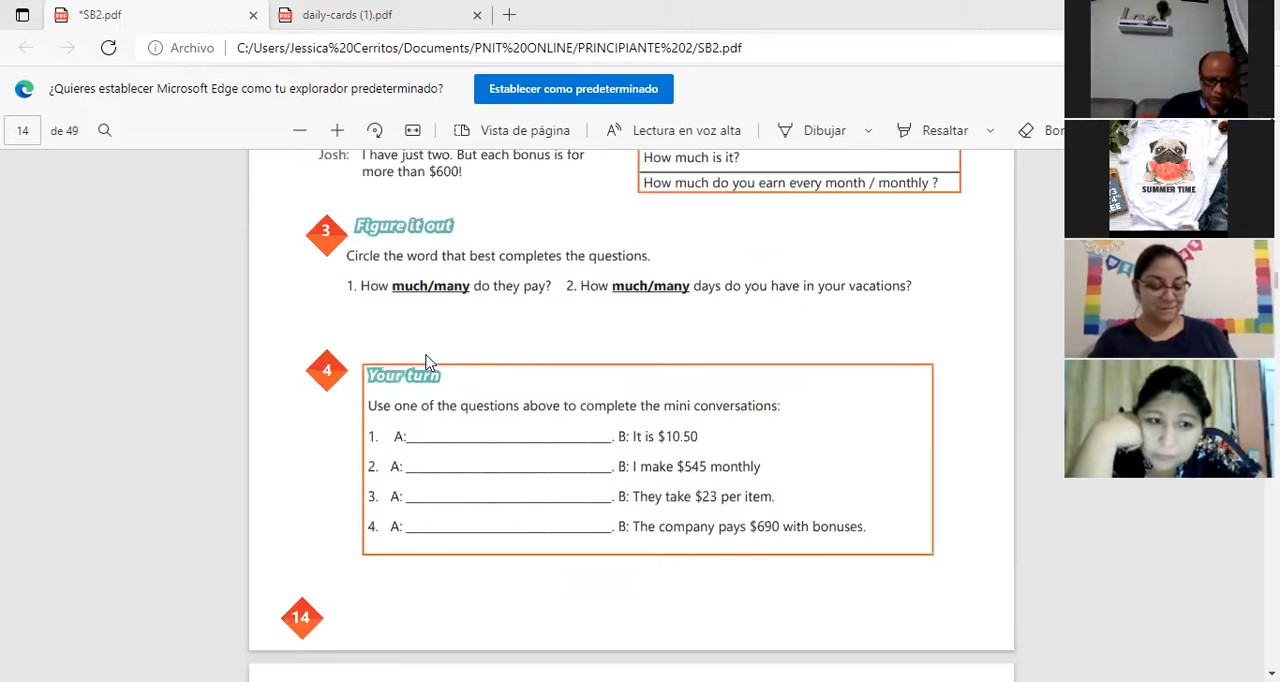 *SB2.pdf
daily-cards (1).pdf
Archivo
C:/Users/Jessica%20Cerritos/Documents/PNIT%20ONLINE/PRINCIPIANTE%202/SB2.pdf
¿Quieres establecer Microsoft Edge como tu explorador predeterminado?
Establecer como predeterminado
14 de 49
Vista de página
Lectura en voz alta
Dibujar
Resaltar
Bor
Josh: I have just two. But each bonus is for
more than $600!
How much is it?
How much do you earn every month / monthly ?
3 Figure it out
Circle the word that best completes the questions.
1. How much/many do they pay? 2. How much/many days do you have in your vacations?
4 Your turn
Use one of the questions above to complete the mini conversations:
1. A:____________________________. B: It is $10.50
2. A: ____________________________. B: I make $545 monthly
3. A: ____________________________. B: They take $23 per item.
4. A: ____________________________. B: The company pays $690 with bonuses.
14
SUMMER TIME